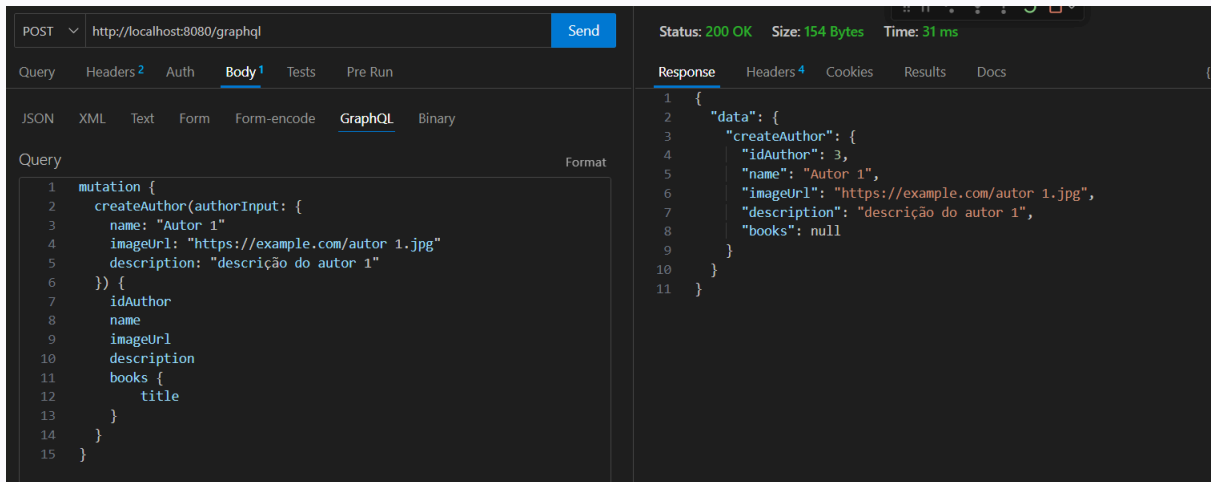 POST http://localhost:8080/graphql Send
Query Headers 2 Auth Body 1 Tests Pre Run
JSON XML Text Form Form-encode GraphQL Binary
Query Format
1 mutation {
2 createAuthor(authorInput: {
3 name: "Autor 1"
4 imageUrl: "https://example.com/autor 1.jpg"
5 description: "descrição do autor 1"
6 }) {
7 idAuthor
8 name
9 imageUrl
10 description
11 books {
12 title
13 }
14 }
15 }
Status: 200 OK Size: 154 Bytes Time: 31 ms
Response Headers 4 Cookies Results Docs {
1 {
2 "data": {
3 "createAuthor": {
4 "idAuthor": 3,
5 "name": "Autor 1",
6 "imageUrl": "https://example.com/autor 1.jpg",
7 "description": "descrição do autor 1",
8 "books": null
9 }
10 }
11 }